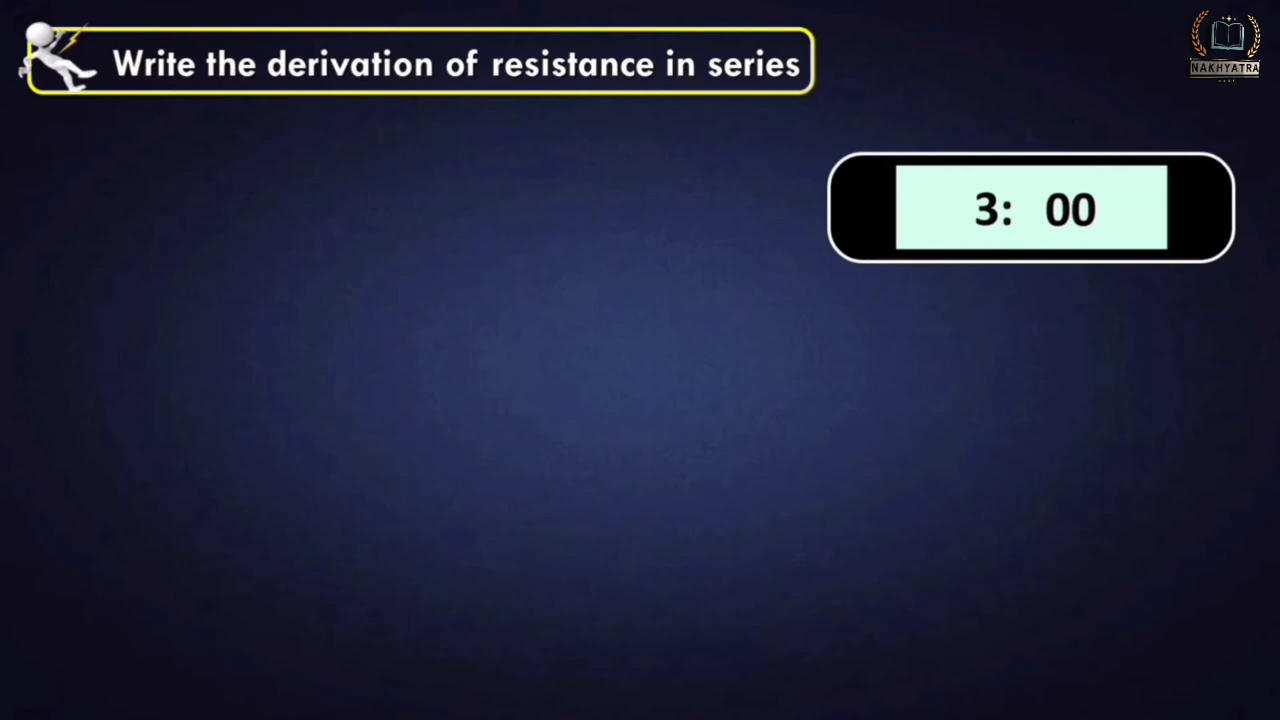 Write the derivation of resistance in series
NAKHYATRA
3: 00